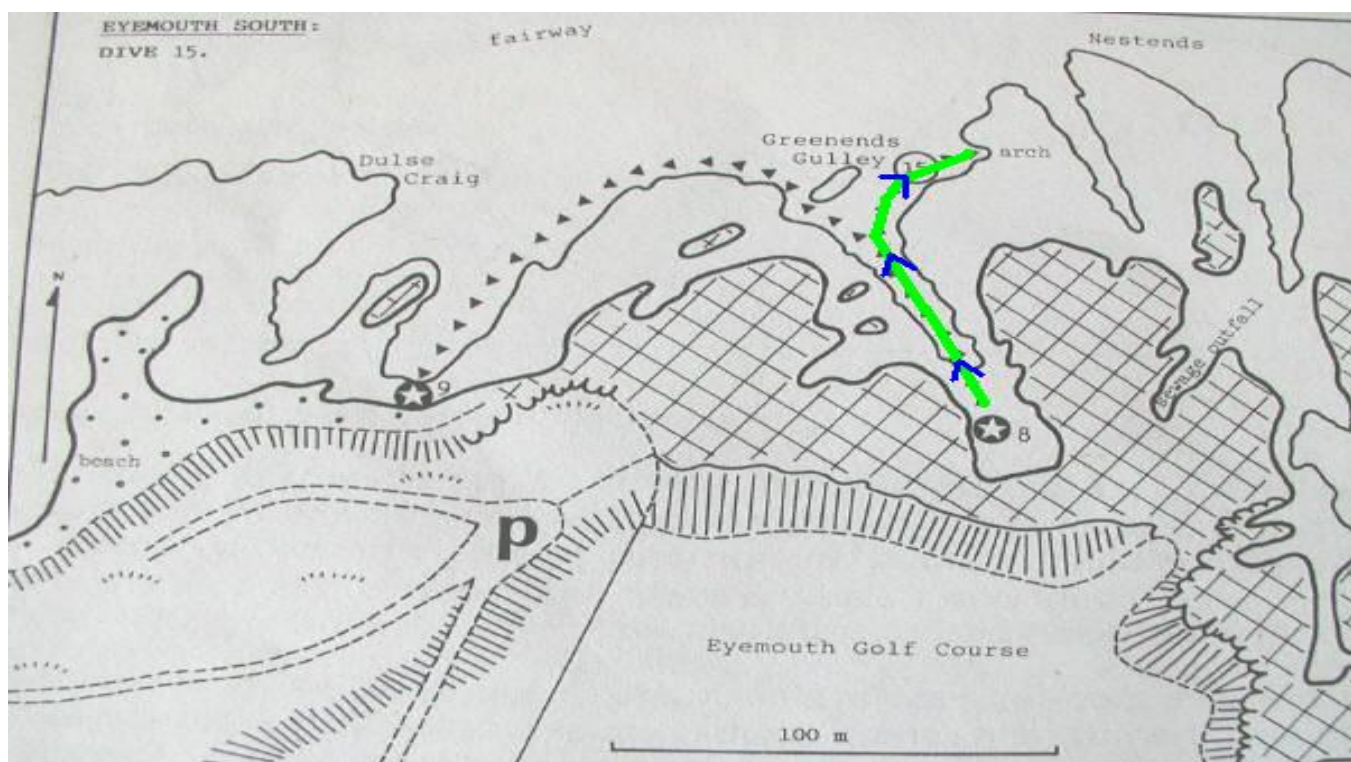 EYEMOUTH SOUTH:
DIVE 15.
fairway
Nestends
Dulse
Craig
Greenends
Gulley
15
arch
N
9
8
sewage outfall
beach
P
Eyemouth Golf Course
100 m